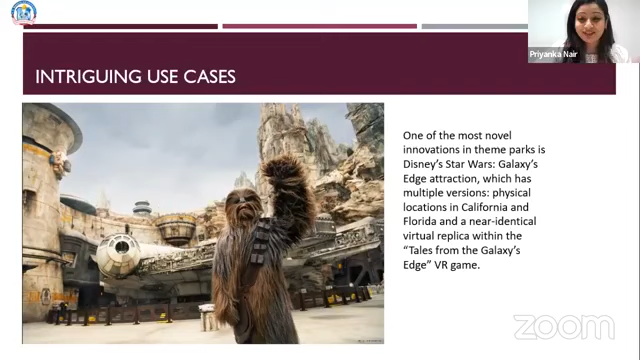 Priyanka Nair
INTRIGUING USE CASES
One of the most novel
innovations in theme parks is
Disney's Star Wars: Galaxy's
Edge attraction, which has
multiple versions: physical
locations in California and
Florida and a near-identical
virtual replica within the
"Tales from the Galaxy's
Edge" VR game.
zoom